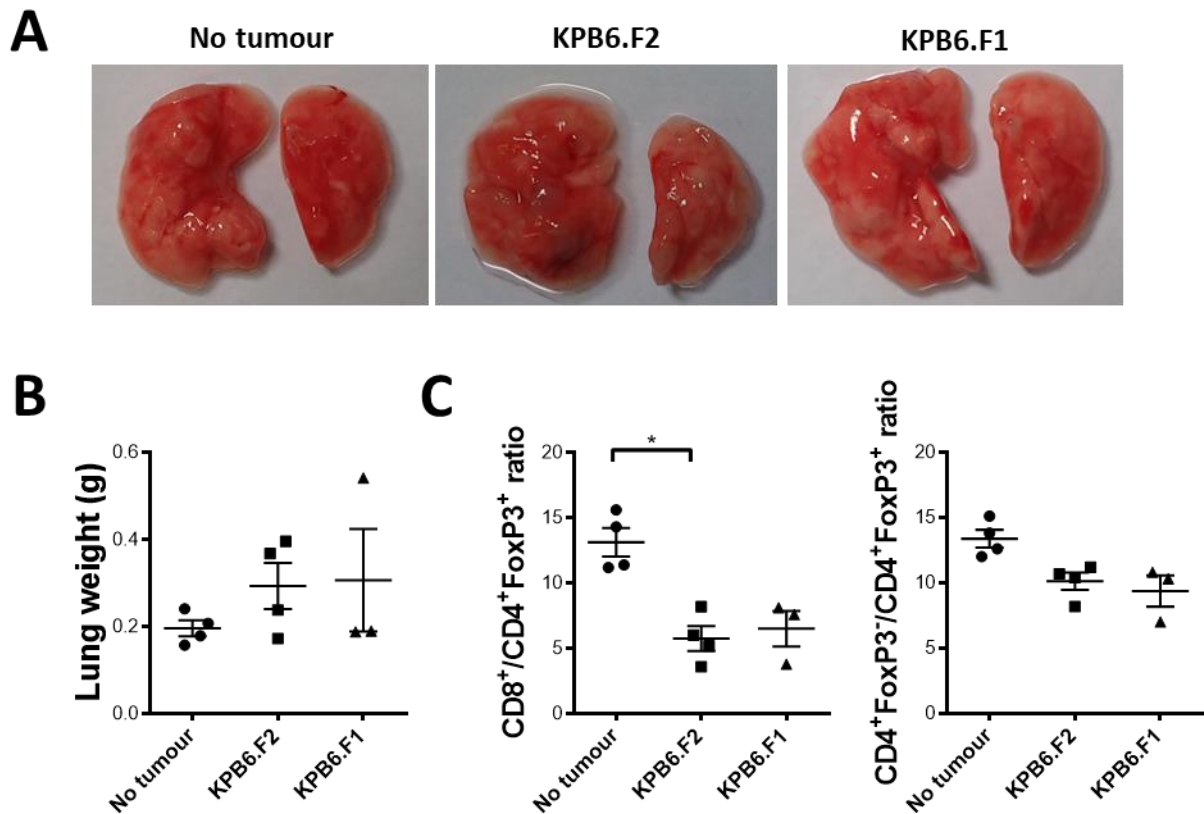 A
No tumour
KPB6.F2
KPB6.F1
B
Lung weight (g)
0.6
0.4
0.2
0.0
No tumour
KPB6.F2
KPB6.F1
C
CD8⁺/CD4⁺FoxP3⁺ ratio
20
15
10
5
0
*
No tumour
KPB6.F2
KPB6.F1
CD4⁺FoxP3⁻/CD4⁺FoxP3⁺ ratio
20
15
10
5
0
No tumour
KPB6.F2
KPB6.F1